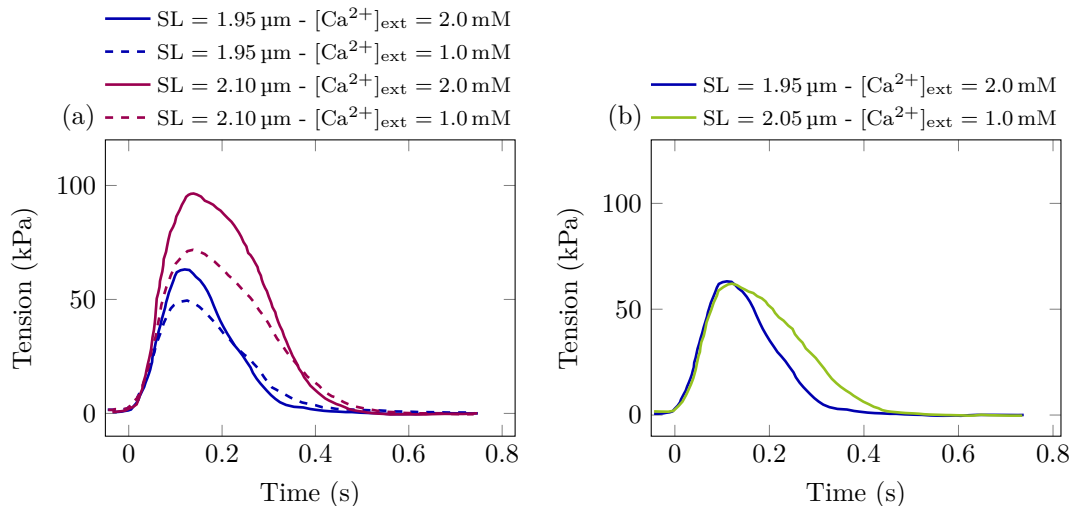 SL = 1.95 µm - [Ca²⁺]ₑₓₜ = 2.0 mM
SL = 1.95 µm - [Ca²⁺]ₑₓₜ = 1.0 mM
SL = 2.10 µm - [Ca²⁺]ₑₓₜ = 2.0 mM
SL = 2.10 µm - [Ca²⁺]ₑₓₜ = 1.0 mM
(a)
100
50
0
Tension (kPa)
0 0.2 0.4 0.6 0.8
Time (s)
SL = 1.95 µm - [Ca²⁺]ₑₓₜ = 2.0 mM
SL = 2.05 µm - [Ca²⁺]ₑₓₜ = 1.0 mM
(b)
100
50
0
Tension (kPa)
0 0.2 0.4 0.6 0.8
Time (s)